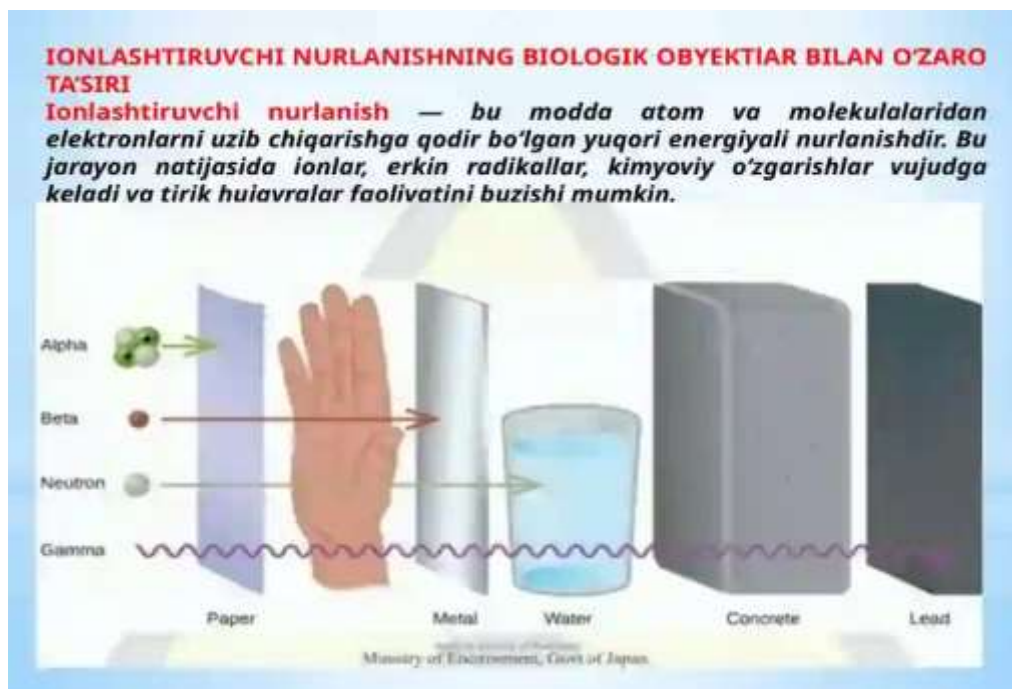 IONLASHTIRUVCHI NURLANISHNING BIOLOGIK OBYEKTlAR BILAN O‘ZARO
TA’SIRI
Ionlashtiruvchi nurlanish — bu modda atom va molekulalaridan
elektronlarni uzib chiqarishga qodir bo‘lgan yuqori energiyali nurlanishdir. Bu
jarayon natijasida ionlar, erkin radikallar, kimyoviy o‘zgarishlar vujudga
keladi va tirik hujayralar faoliyatini buzishi mumkin.
Alpha
Beta
Neutron
Gamma
Paper
Metal
Water
Concrete
Lead
Ministry of Environment, Govt of Japan